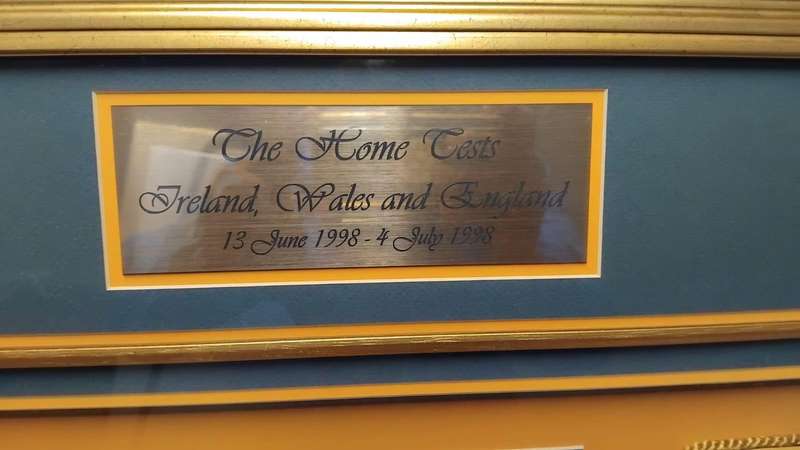 The Home Tests
Ireland, Wales and England
13 June 1998 - 4 July 1998